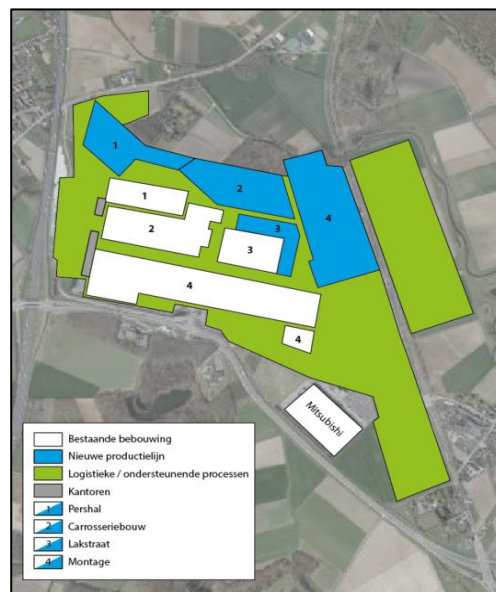 1
2
1
2
3
3
4
4
4
Mitsubishi
Bestaande bebouwing
Nieuwe productielijn
Logistieke / ondersteunende processen
Kantoren
1 Pershal
2 Carrosseriebouw
3 Lakstraat
4 Montage